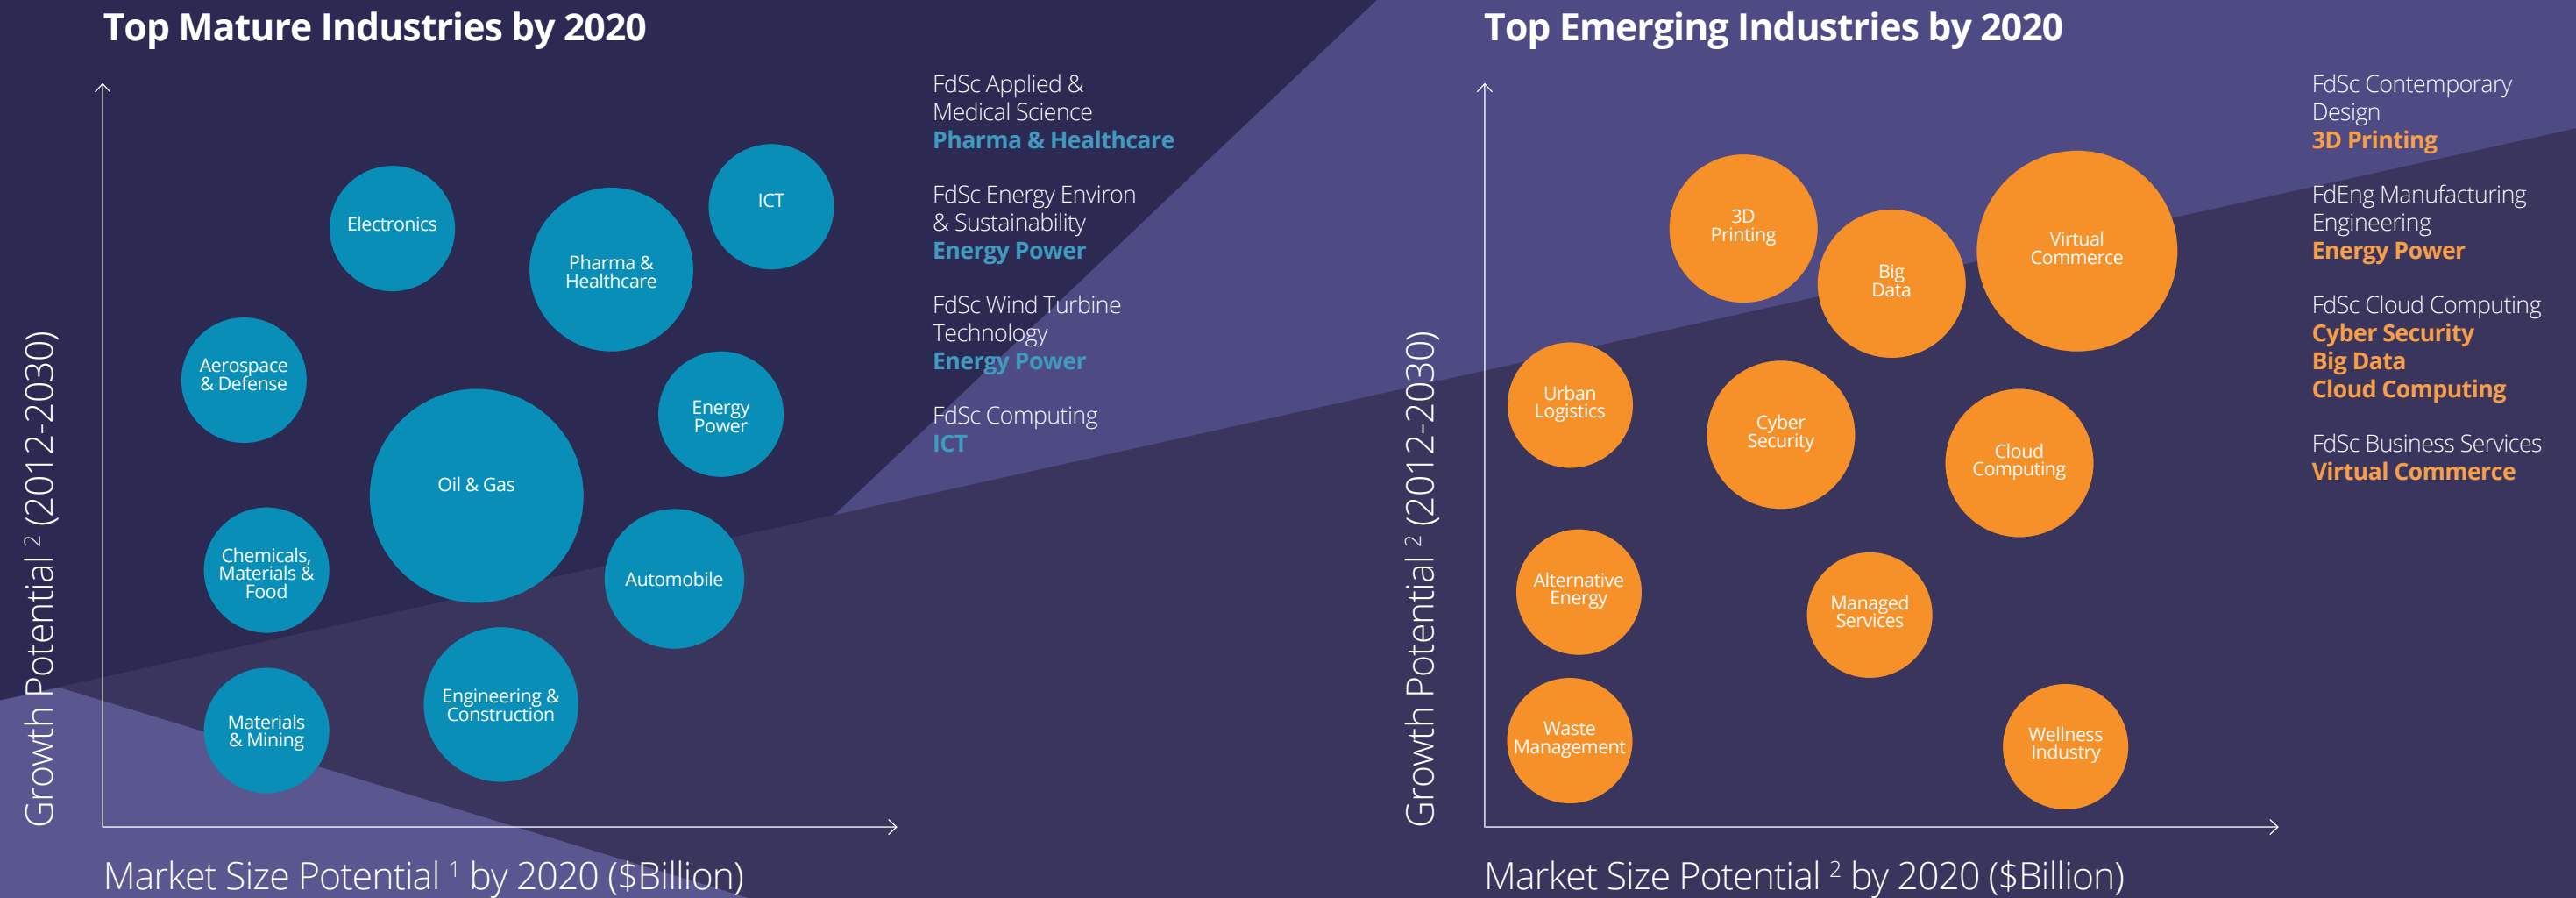 Top Mature Industries by 2020
Growth Potential ² (2012-2030)
Electronics
Pharma &
Healthcare
ICT
Aerospace
& Defense
Energy
Power
Oil & Gas
Chemicals,
Materials &
Food
Automobile
Engineering &
Construction
Materials
& Mining
Market Size Potential ¹ by 2020 ($Billion)
FdSc Applied &
Medical Science
Pharma & Healthcare
FdSc Energy Environ
& Sustainability
Energy Power
FdSc Wind Turbine
Technology
Energy Power
FdSc Computing
ICT
Top Emerging Industries by 2020
Growth Potential ² (2012-2030)
3D
Printing
Big
Data
Virtual
Commerce
Urban
Logistics
Cyber
Security
Cloud
Computing
Alternative
Energy
Managed
Services
Waste
Management
Wellness
Industry
Market Size Potential ² by 2020 ($Billion)
FdSc Contemporary
Design
3D Printing
FdEng Manufacturing
Engineering
Energy Power
FdSc Cloud Computing
Cyber Security
Big Data
Cloud Computing
FdSc Business Services
Virtual Commerce